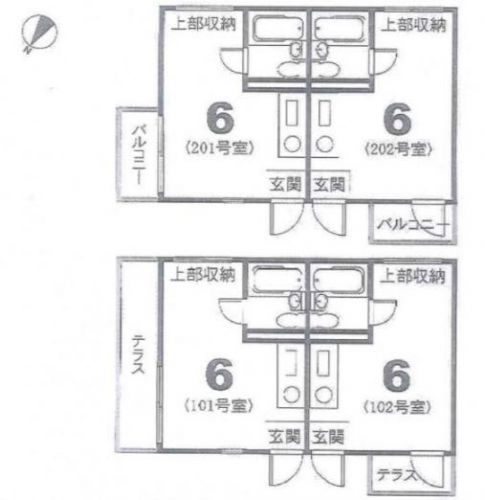 N
上部収納
上部収納
バルコニー
6
(201号室)
6
(202号室)
玄関
玄関
バルコニー
上部収納
上部収納
テラス
6
(101号室)
6
(102号室)
玄関
玄関
テラス